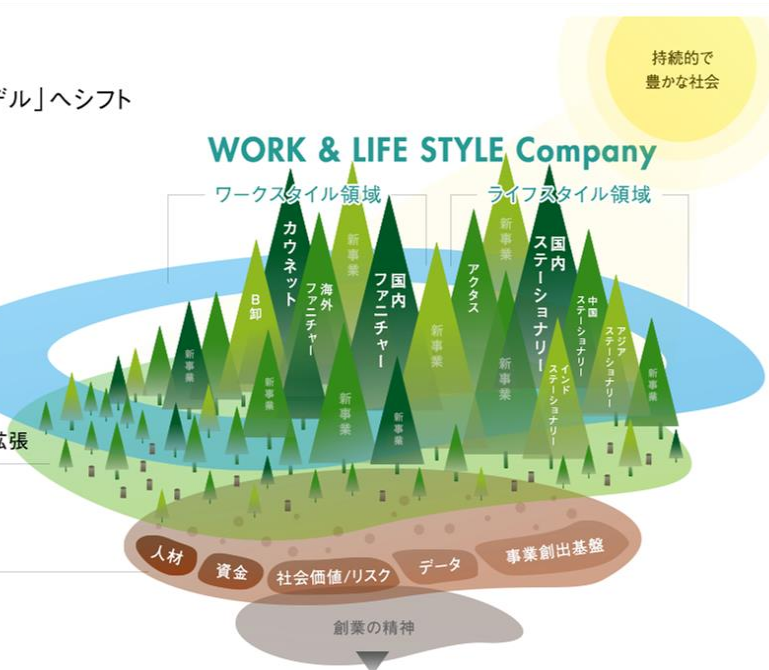 持続的で
豊かな社会
デル」へシフト
WORK & LIFE STYLE Company
ワークスタイル領域
ライフスタイル領域
カウネット
新事業
日卸
海外
ファニチャー
国内
ファニチャー
新事業
アクタス
新事業
国内
ステーショナリー
中国
ステーショナリー
アジア
ステーショナリー
インド
ステーショナリー
新事業
新事業
新事業
新事業
新事業
新事業
拡張
人材
資金
社会価値/リスク
データ
事業創出基盤
創業の精神